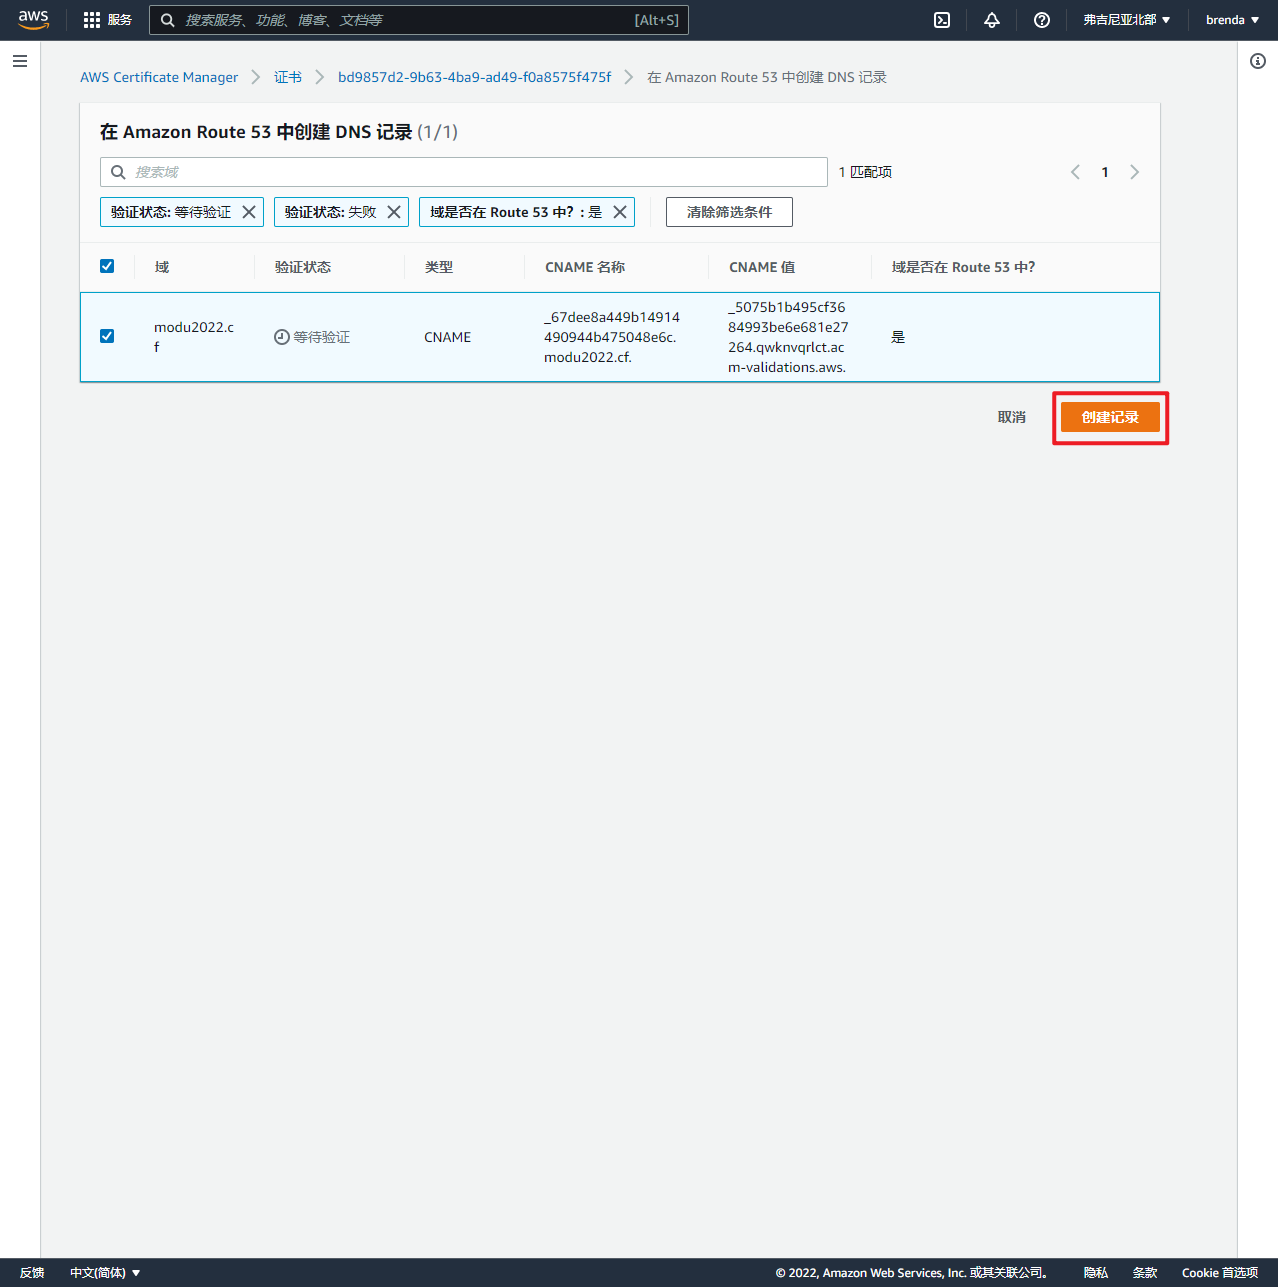 aws
服务
搜索服务、功能、博客、文档等
[Alt+S]
弗吉尼亚北部
brenda
AWS Certificate Manager
证书
bd9857d2-9b63-4ba9-ad49-f0a8575f475f
在 Amazon Route 53 中创建 DNS 记录
在 Amazon Route 53 中创建 DNS 记录 (1/1)
搜索域
1 匹配项
1
验证状态: 等待验证
验证状态: 失败
域是否在 Route 53 中? : 是
清除筛选条件
域
验证状态
类型
CNAME 名称
CNAME 值
域是否在 Route 53 中?
modu2022.c
f
等待验证
CNAME
_67dee8a449b14914
490944b475048e6c.
modu2022.cf.
_5075b1b495cf36
84993be6e681e27
264.qwknvqrlct.ac
m-validations.aws.
是
取消
创建记录
反馈
中文(简体)
© 2022, Amazon Web Services, Inc. 或其关联公司。
隐私
条款
Cookie 首选项